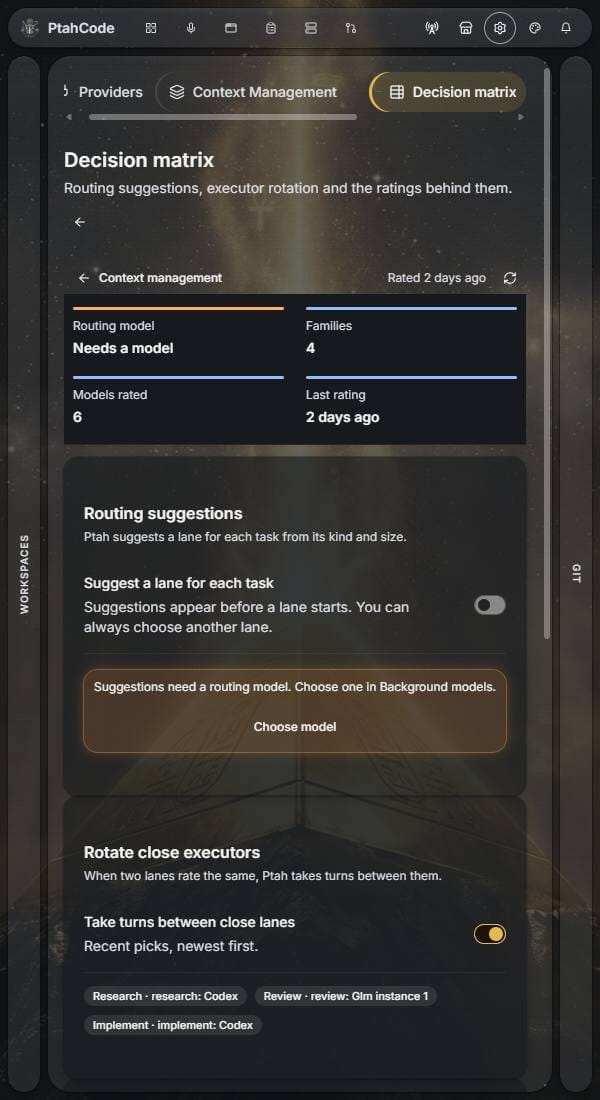 PtahCode
Providers
Context Management
Decision matrix
Decision matrix
Routing suggestions, executor rotation and the ratings behind them.
Context management
Rated 2 days ago
Routing model
Needs a model
Families
4
Models rated
6
Last rating
2 days ago
Routing suggestions
Ptah suggests a lane for each task from its kind and size.
Suggest a lane for each task
Suggestions appear before a lane starts. You can
always choose another lane.
Suggestions need a routing model. Choose one in Background models.
Choose model
Rotate close executors
When two lanes rate the same, Ptah takes turns between them.
Take turns between close lanes
Recent picks, newest first.
Research · research: Codex
Review · review: Glm instance 1
Implement · implement: Codex
WORKSPACES
GIT